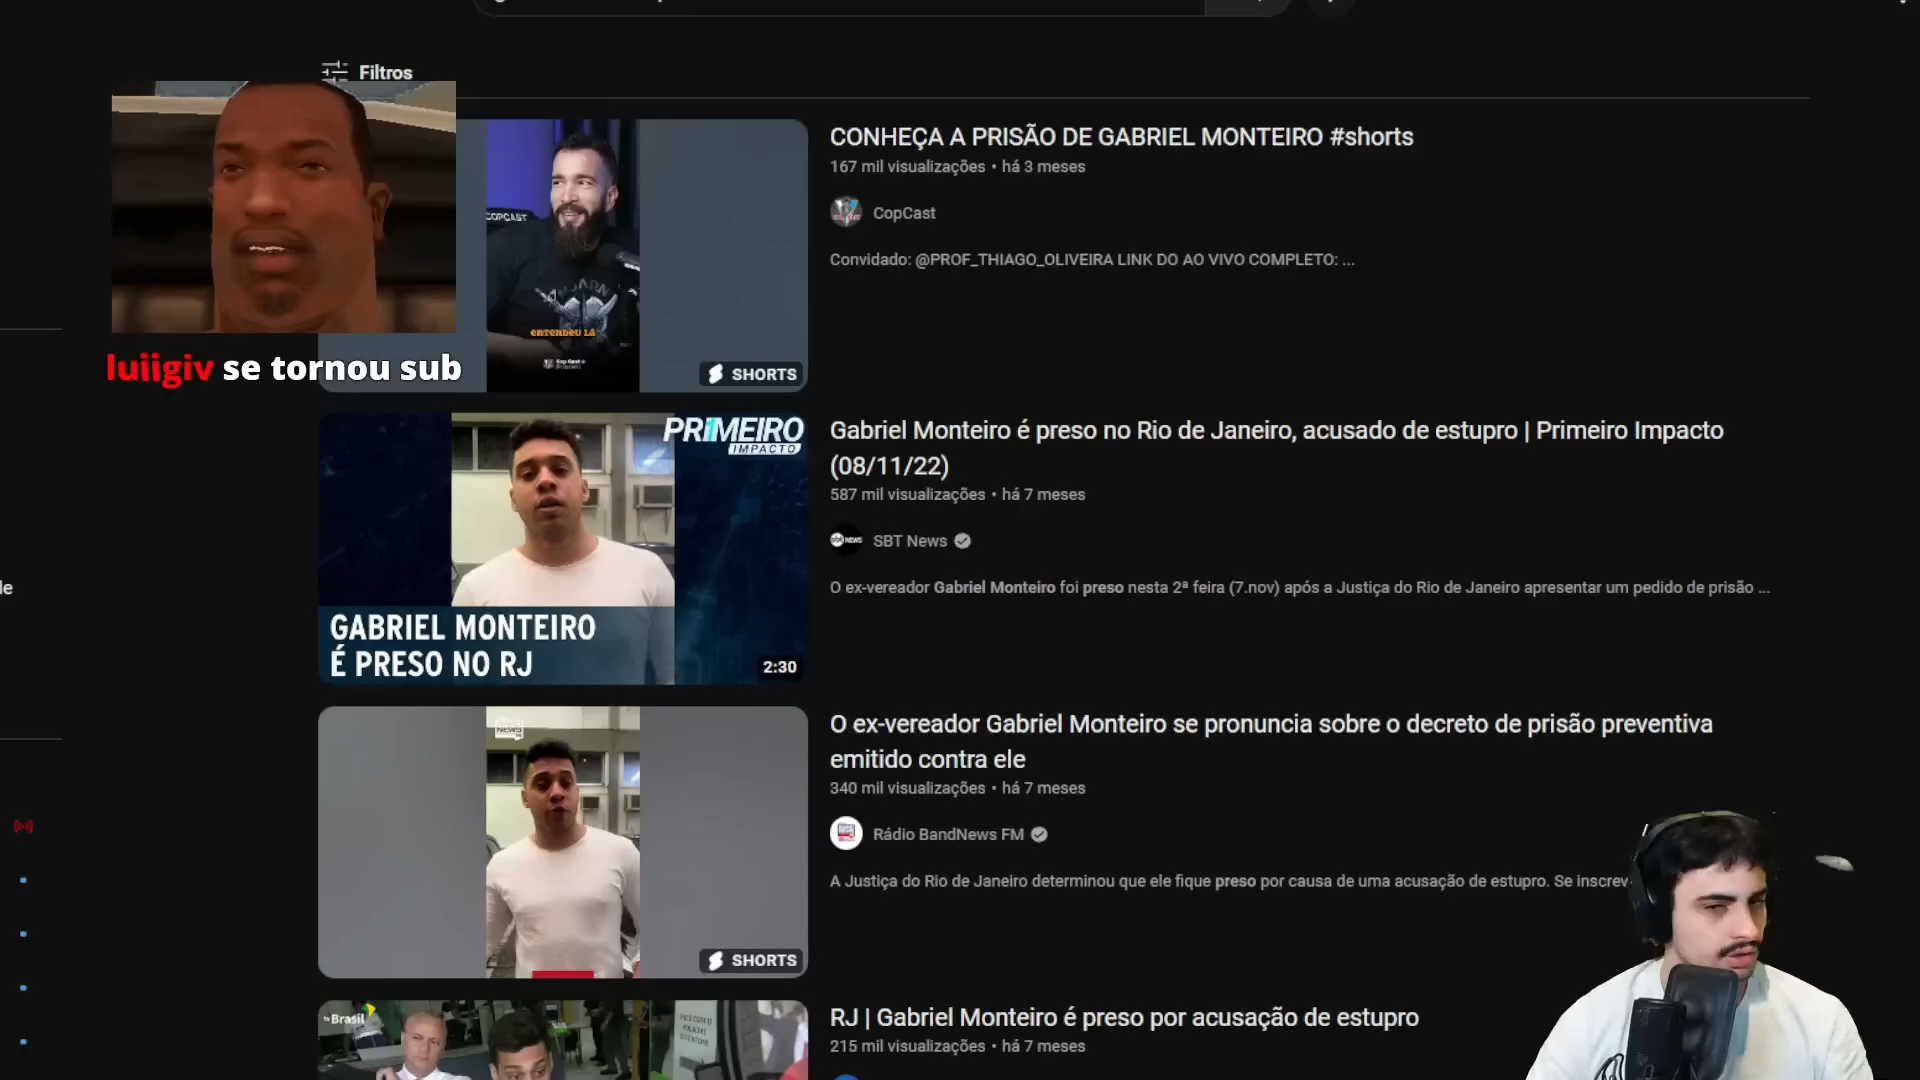 Filtros
CONHEÇA A PRISÃO DE GABRIEL MONTEIRO #shorts
167 mil visualizações • há 3 meses
CopCast
Convidado: @PROF_THIAGO_OLIVEIRA LINK DO AO VIVO COMPLETO: ...
COPCAST
ENTENDEU LÁ
SHORTS
luiigiv se tornou sub
Gabriel Monteiro é preso no Rio de Janeiro, acusado de estupro | Primeiro Impacto
(08/11/22)
587 mil visualizações • há 7 meses
SBT News
O ex-vereador Gabriel Monteiro foi preso nesta 2ª feira (7.nov) após a Justiça do Rio de Janeiro apresentar um pedido de prisão ...
PR1MEIRO
IMPACTO
GABRIEL MONTEIRO
É PRESO NO RJ
2:30
de
O ex-vereador Gabriel Monteiro se pronuncia sobre o decreto de prisão preventiva
emitido contra ele
340 mil visualizações • há 7 meses
Rádio BandNews FM
A Justiça do Rio de Janeiro determinou que ele fique preso por causa de uma acusação de estupro. Se inscrev
NEWS
SHORTS
RJ | Gabriel Monteiro é preso por acusação de estupro
215 mil visualizações • há 7 meses
Brasil